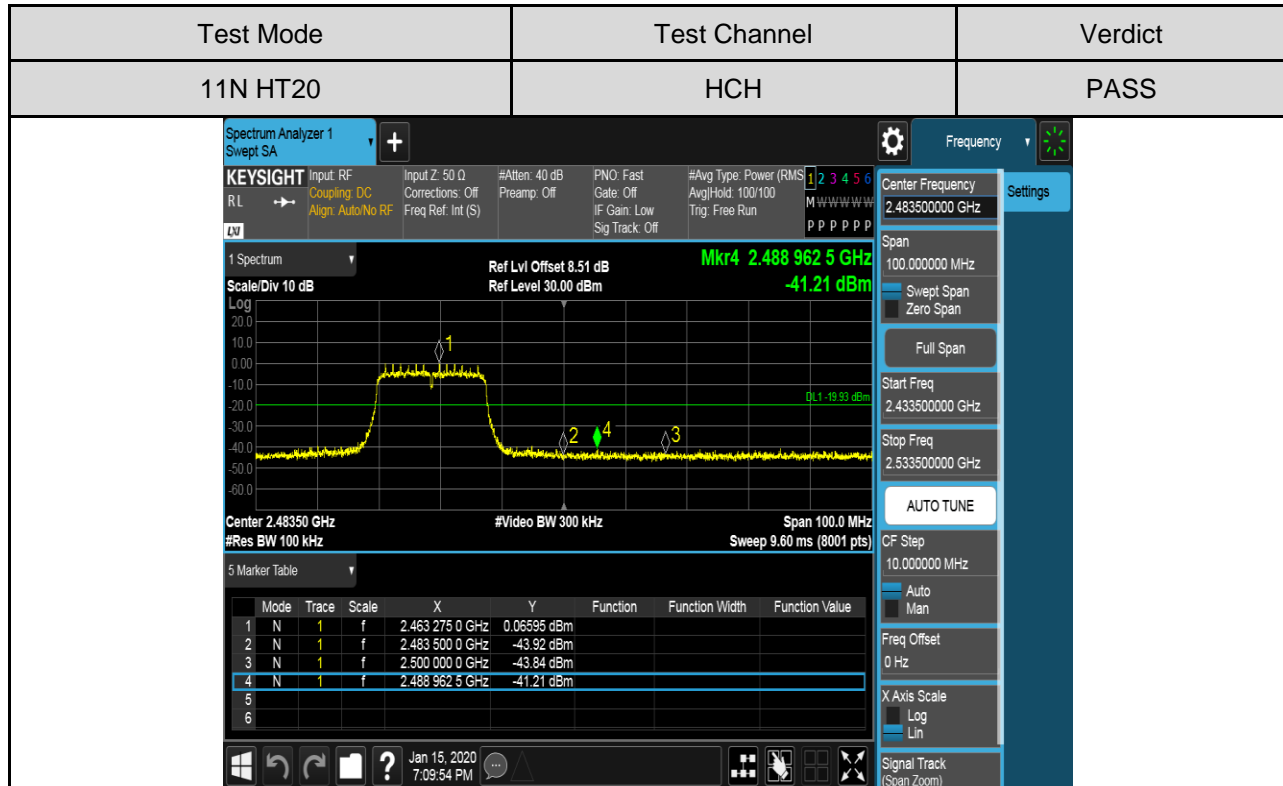 Test Mode Test Channel Verdict
11N HT20 HCH PASS
Spectrum Analyzer 1
Swept SA
+
Frequency
KEYSIGHT Input: RF Input Z: 50 Ω #Atten: 40 dB PNO: Fast #Avg Type: Power (RMS 1 2 3 4 5 6
RL Coupling: DC Corrections: Off Preamp: Off Gate: Off Avg|Hold: 100/100 M W W W W W
Align: Auto/No RF Freq Ref: Int (S) IF Gain: Low Trig: Free Run
LXI Sig Track: Off P P P P P P
1 Spectrum
Ref Lvl Offset 8.51 dB Mkr4 2.488 962 5 GHz
Scale/Div 10 dB Ref Level 30.00 dBm -41.21 dBm
Log
20.0
10.0
0.00
-10.0
-20.0
-30.0
-40.0
-50.0
-60.0
1
DL1 -19.93 dBm
2 4 3
Center 2.48350 GHz #Video BW 300 kHz Span 100.0 MHz
#Res BW 100 kHz Sweep 9.60 ms (8001 pts)
5 Marker Table
Mode Trace Scale X Y Function Function Width Function Value
1 N 1 f 2.463 275 0 GHz 0.06595 dBm
2 N 1 f 2.483 500 0 GHz -43.92 dBm
3 N 1 f 2.500 000 0 GHz -43.84 dBm
4 N 1 f 2.488 962 5 GHz -41.21 dBm
5
6
?
Jan 15, 2020
7:09:54 PM
Center Frequency
2.483500000 GHz
Settings
Span
100.000000 MHz
Swept Span
Zero Span
Full Span
Start Freq
2.433500000 GHz
Stop Freq
2.533500000 GHz
AUTO TUNE
CF Step
10.000000 MHz
Auto
Man
Freq Offset
0 Hz
X Axis Scale
Log
Lin
Signal Track
(Span Zoom)